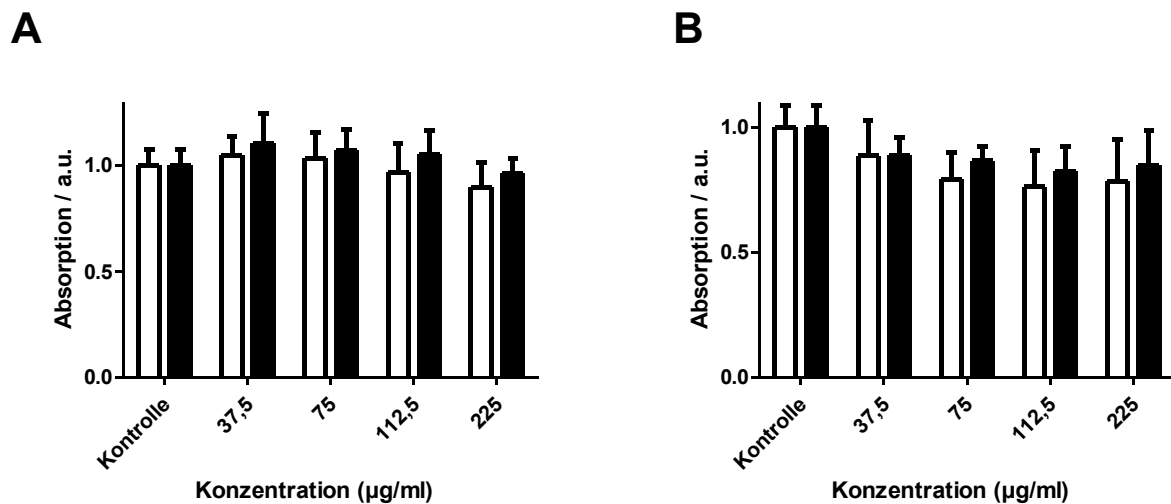 A
Absorption / a.u.
1.0
0.5
0.0
Kontrolle
37,5
75
112,5
225
Konzentration (µg/ml)
B
Absorption / a.u.
1.0
0.5
0.0
Kontrolle
37,5
75
112,5
225
Konzentration (µg/ml)